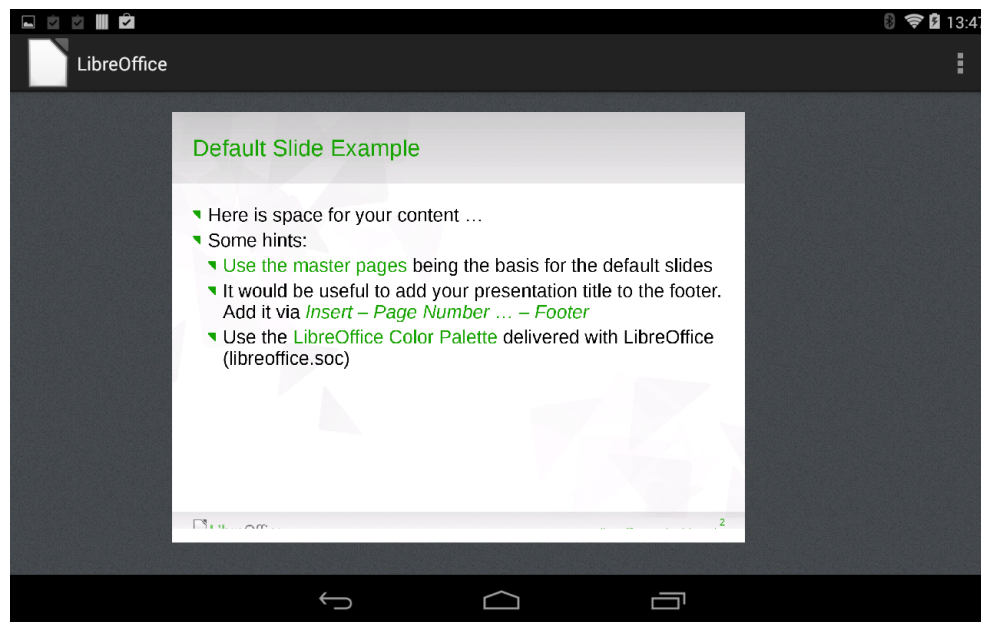 13:47
LibreOffice
Default Slide Example
Here is space for your content …
Some hints:
Use the master pages being the basis for the default slides
It would be useful to add your presentation title to the footer.
Add it via Insert – Page Number … – Footer
Use the LibreOffice Color Palette delivered with LibreOffice
(libreoffice.soc)
LibreOffice
2